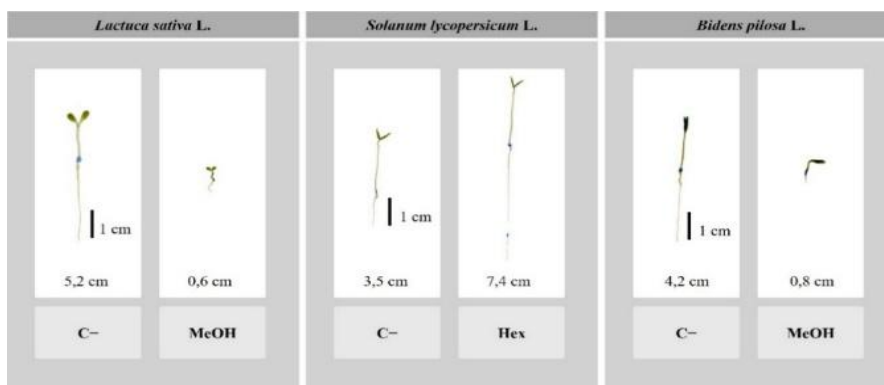 Lactuca sativa L.
Solanum lycopersicum L.
Bidens pilosa L.
1 cm
1 cm
1 cm
5,2 cm
0,6 cm
3,5 cm
7,4 cm
4,2 cm
0,8 cm
C−
MeOH
C−
Hex
C−
MeOH